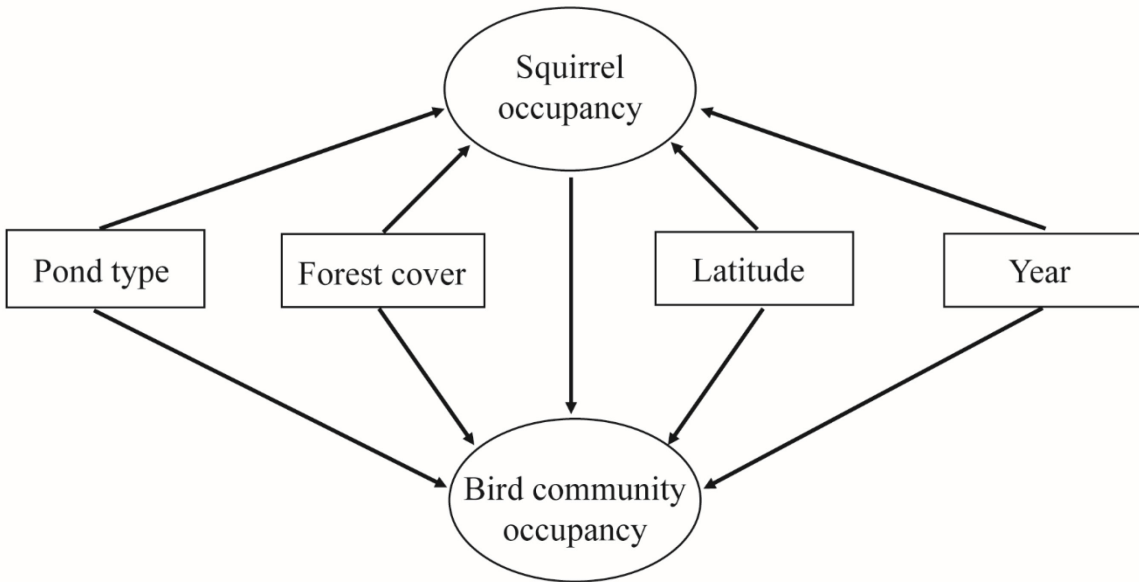 Squirrel
occupancy
Pond type
Forest cover
Latitude
Year
Bird community
occupancy